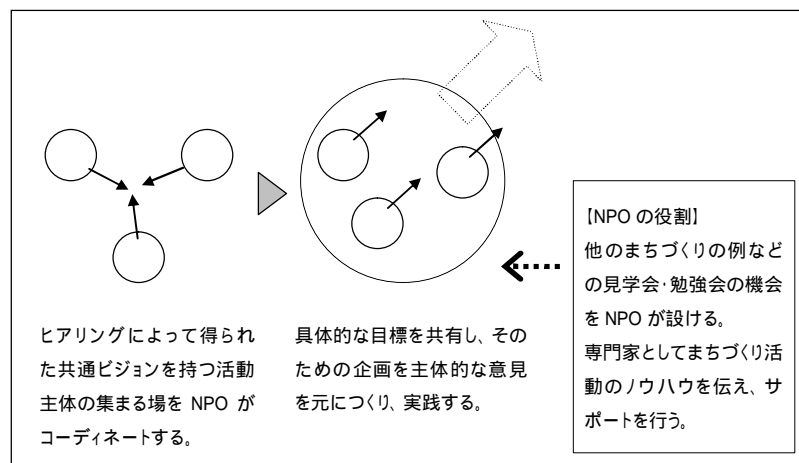 ヒアリングによって得られ
た共通ビジョンを持つ活動
主体の集まる場を NPO が
コーディネートする。
具体的な目標を共有し、その
ための企画を主体的な意見
を元につくり、実践する。
【NPO の役割】
他のまちづくりの例など
の見学会・勉強会の機会
を NPO が設ける。
専門家としてまちづくり活
動のノウハウを伝え、サ
ポートを行う。